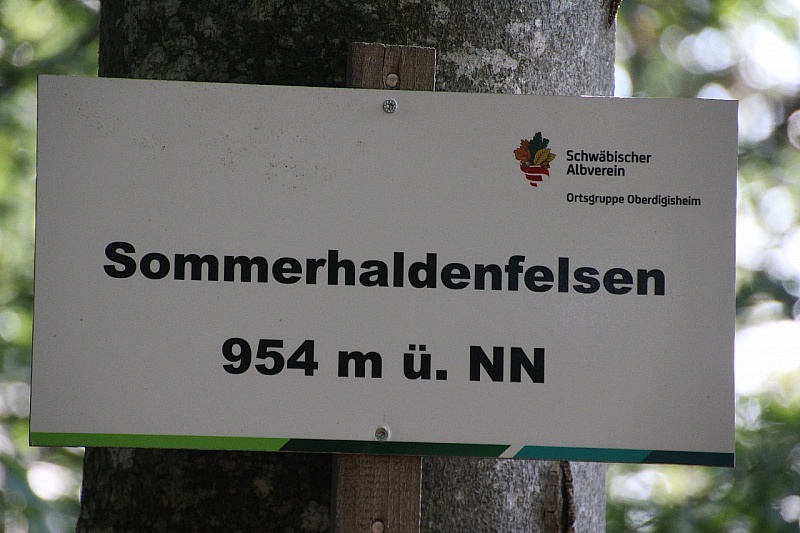 Schwäbischer
Albverein
Ortsgruppe Oberdigisheim
Sommerhaldenfelsen
954 m ü. NN